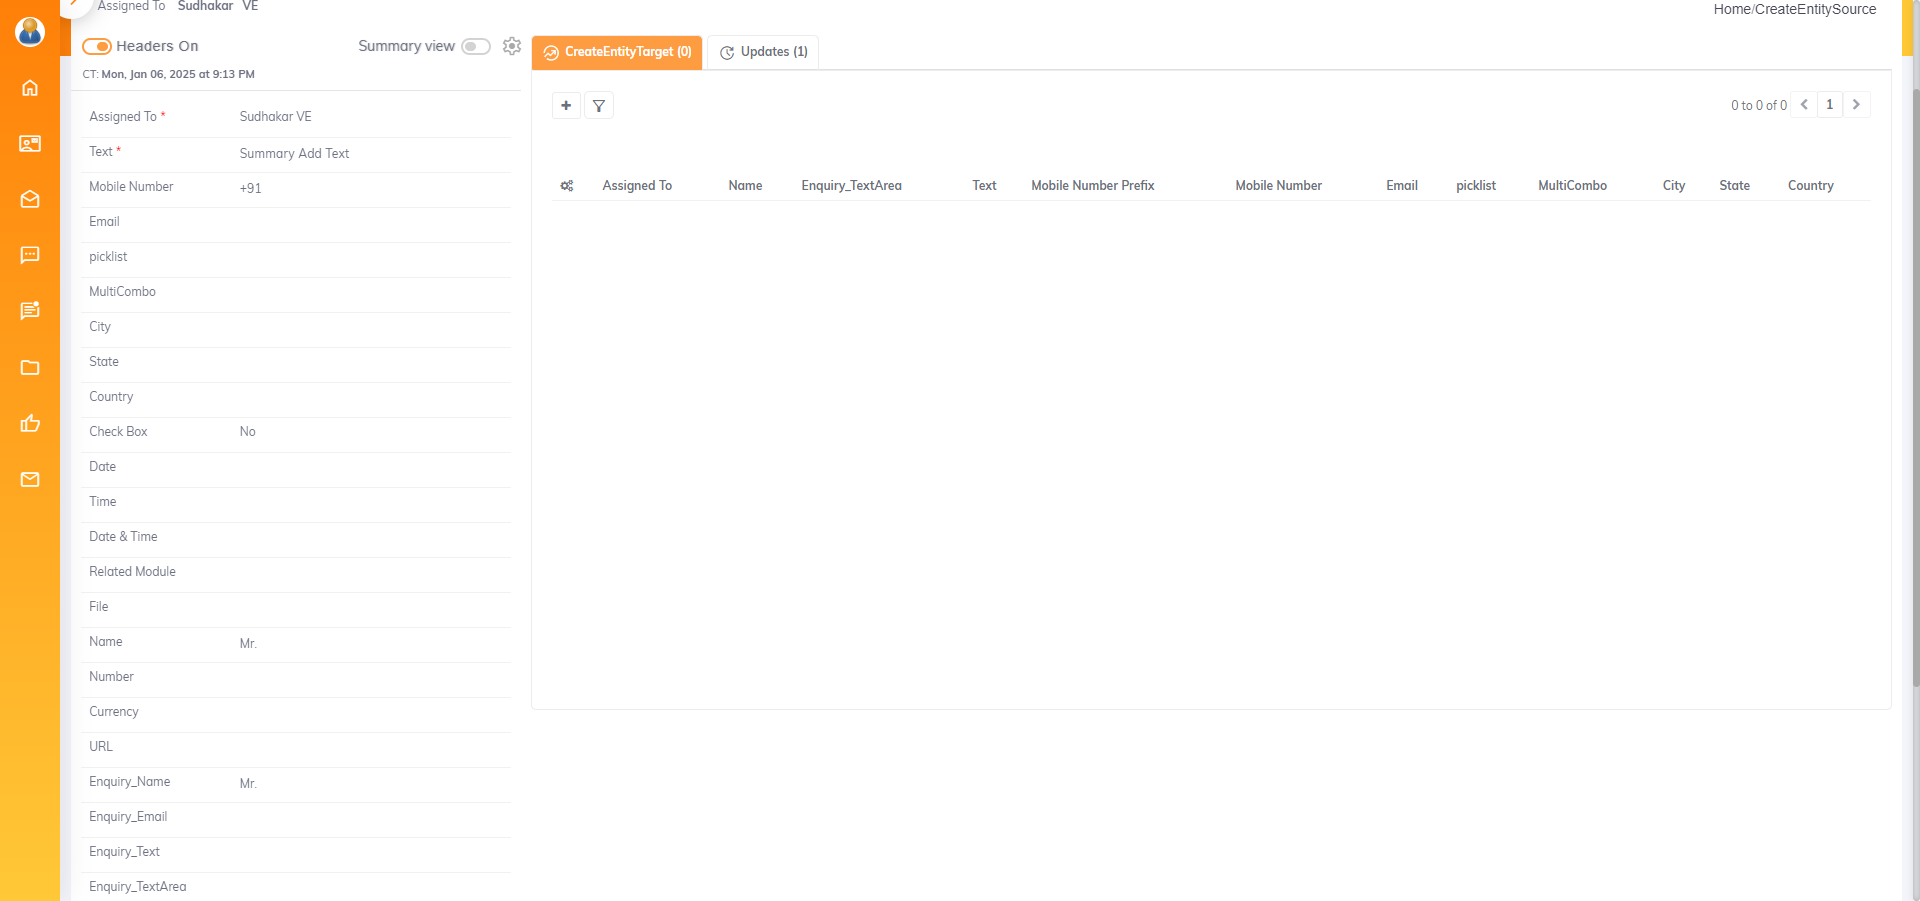 Assigned To Sudhakar VE
Home/CreateEntitySource
Headers On
Summary view
CT: Mon, Jan 06, 2025 at 9:13 PM
Assigned To * Sudhakar VE
Text * Summary Add Text
Mobile Number +91
Email
picklist
MultiCombo
City
State
Country
Check Box No
Date
Time
Date & Time
Related Module
File
Name Mr.
Number
Currency
URL
Enquiry_Name Mr.
Enquiry_Email
Enquiry_Text
Enquiry_TextArea
CreateEntityTarget (0) Updates (1)
0 to 0 of 0 1
Assigned To Name Enquiry_TextArea Text Mobile Number Prefix Mobile Number Email picklist MultiCombo City State Country